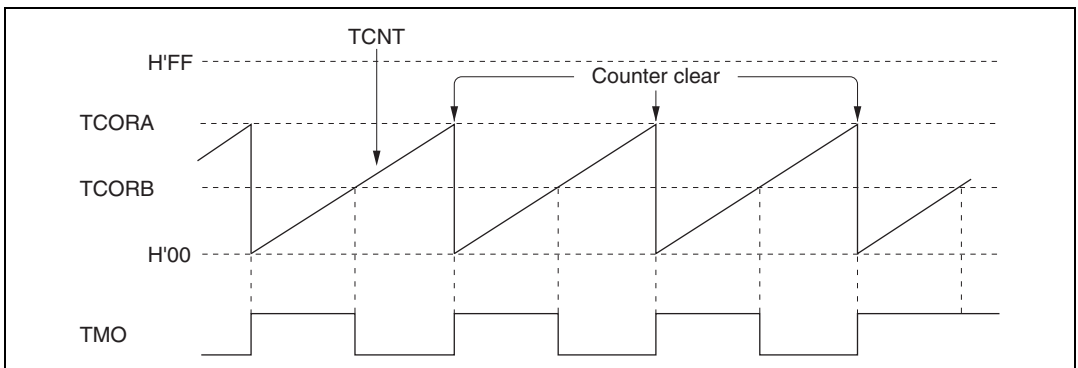 TCNT
H'FF
Counter clear
TCORA
TCORB
H'00
TMO